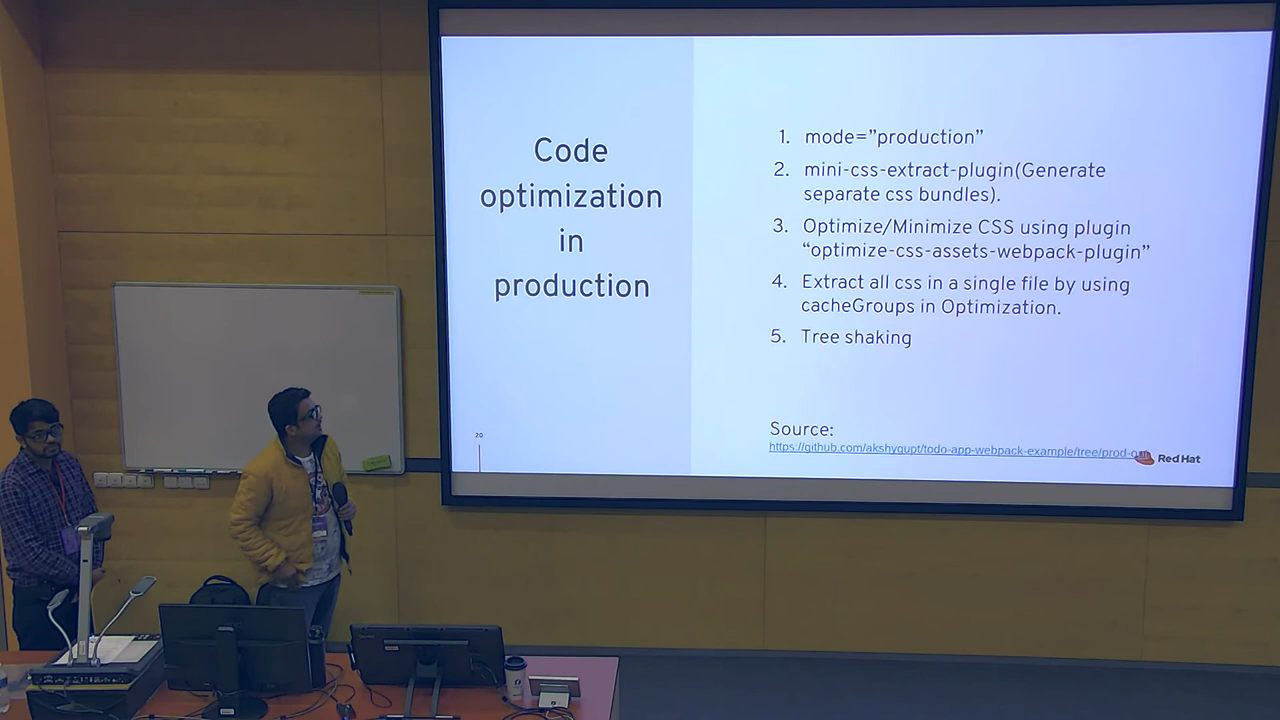 Code
optimization
in
production
1. mode=”production”
2. mini-css-extract-plugin(Generate
separate css bundles).
3. Optimize/Minimize CSS using plugin
“optimize-css-assets-webpack-plugin”
4. Extract all css in a single file by using
cacheGroups in Optimization.
5. Tree shaking
Source:
https://github.com/akshygupt/todo-app-webpack-example/tree/prod-
Red Hat
20